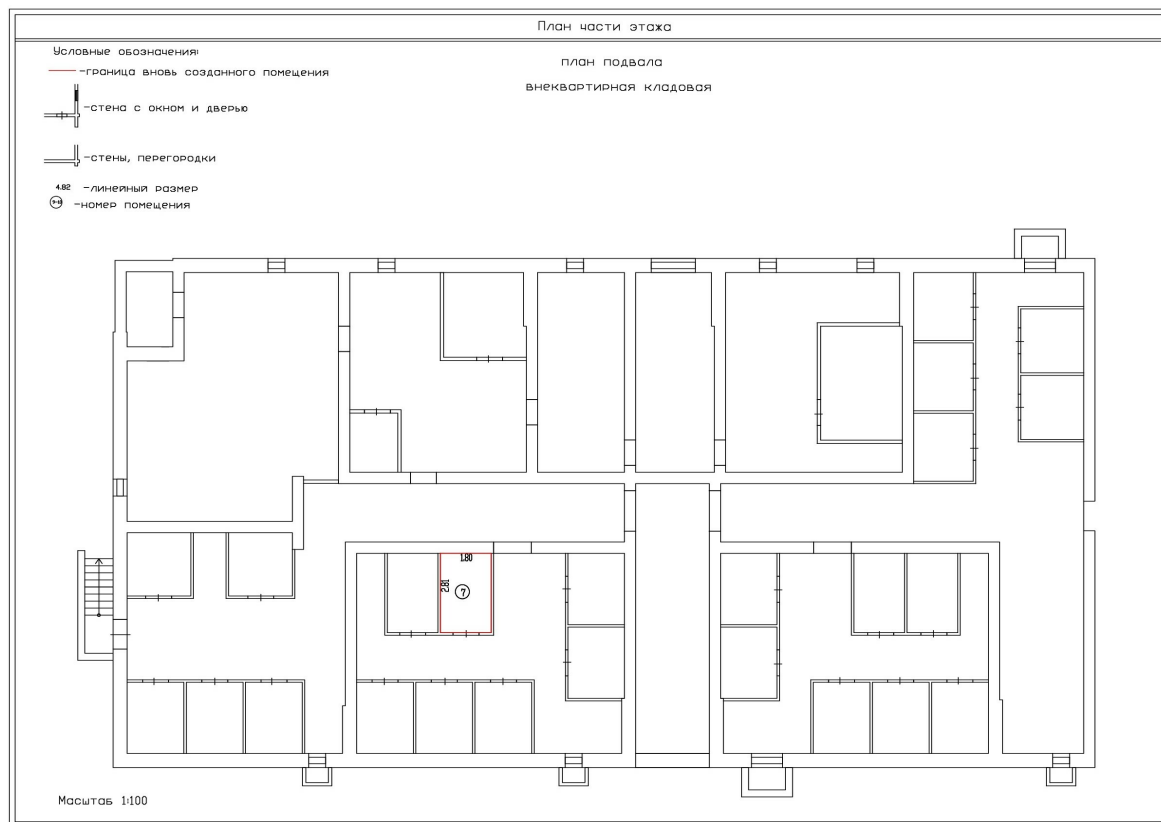 План части этажа
Условные обозначения:
-граница вновь созданного помещения
план подвала
внеквартирная кладовая
-стена с окном и дверью
-стены, перегородки
4.82 -линейный размер
-номер помещения
1.80
2.81
7
Масштаб 1:100